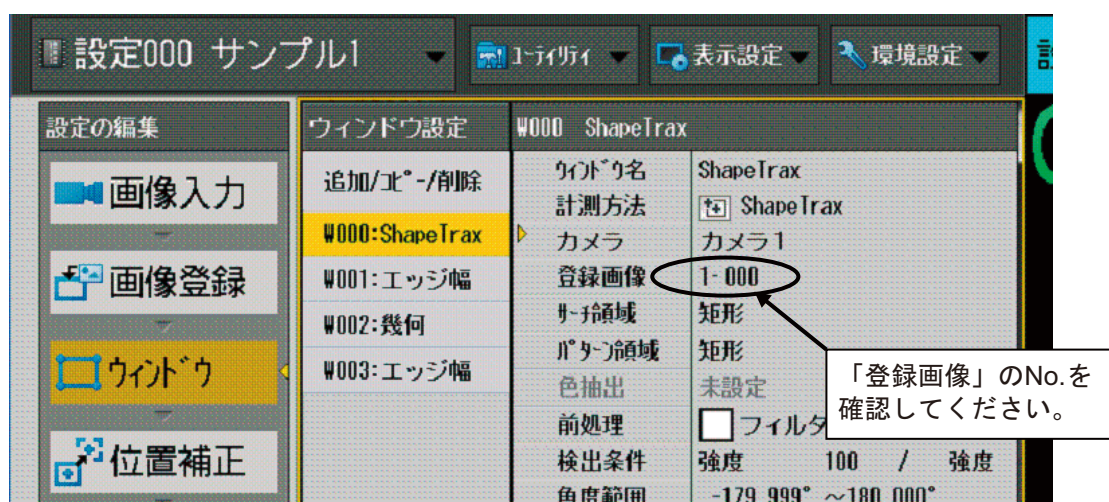 設定000 サンプル1
ユーティリティ
表示設定
環境設定
設定の編集
画像入力
画像登録
ウィンドウ
位置補正
ウィンドウ設定
追加/コピー/削除
W000:ShapeTrax
W001:エッジ幅
W002:幾何
W003:エッジ幅
W000 ShapeTrax
ウィンドウ名 ShapeTrax
計測方法 ShapeTrax
カメラ カメラ1
登録画像 1-000
サーチ領域 矩形
パターン領域 矩形
色抽出 未設定
前処理 フィルタ
検出条件 強度 100 / 強度
角度範囲 -179.999° ～180.000°
「登録画像」のNo.を
確認してください。